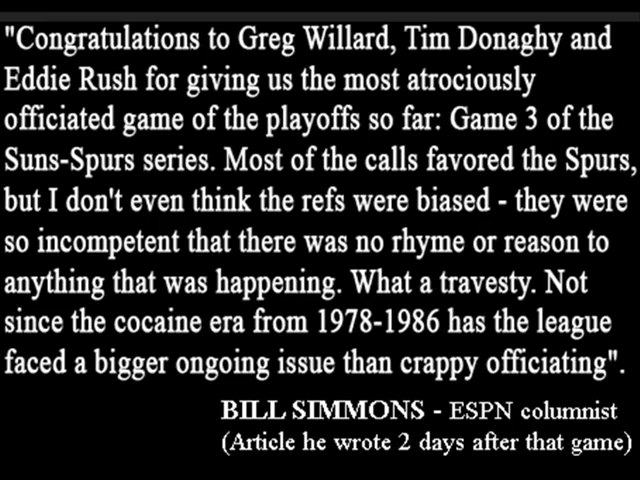 "Congratulations to Greg Willard, Tim Donaghy and
Eddie Rush for giving us the most atrociously
officiated game of the playoffs so far: Game 3 of the
Suns-Spurs series. Most of the calls favored the Spurs,
but I don't even think the refs were biased - they were
so incompetent that there was no rhyme or reason to
anything that was happening. What a travesty. Not
since the cocaine era from 1978-1986 has the league
faced a bigger ongoing issue than crappy officiating".
BILL SIMMONS - ESPN columnist
(Article he wrote 2 days after that game)